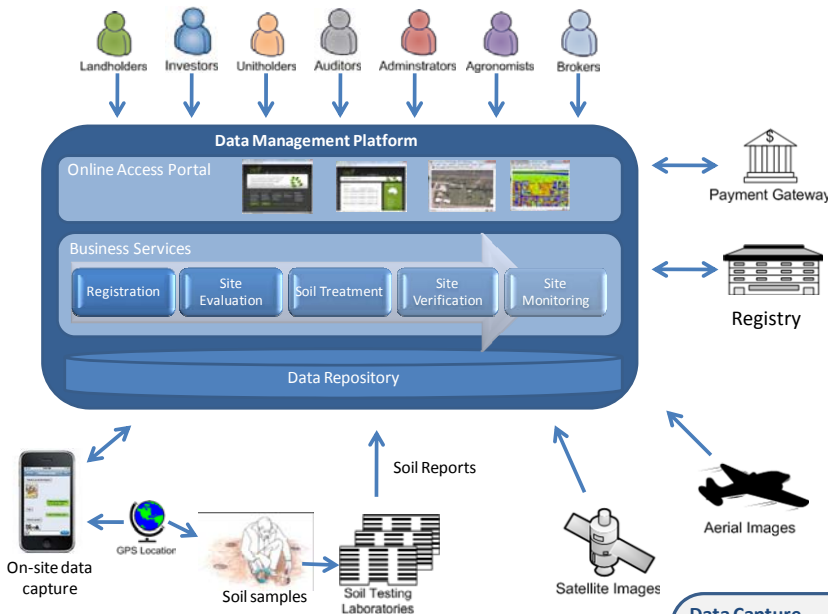 Landholders
Investors
Unitholders
Auditors
Adminstrators
Agronomists
Brokers
Data Management Platform
Online Access Portal
$
Payment Gateway
Business Services
Registration
Site
Evaluation
Soil Treatment
Site
Verification
Site
Monitoring
Registry
Data Repository
Soil Reports
Aerial Images
GPS Location
On-site data
capture
Soil samples
Soil Testing
Laboratories
Satellite Images
Data Capture